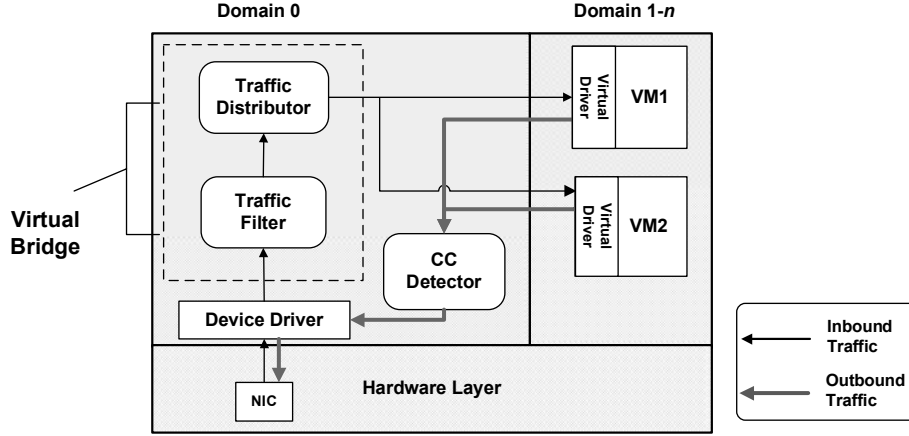 Domain 0
Domain 1-n
Traffic
Distributor
Virtual
Driver
VM1
Traffic
Filter
Virtual
Driver
VM2
Virtual
Bridge
CC
Detector
Device Driver
Inbound
Traffic
Hardware Layer
NIC
Outbound
Traffic